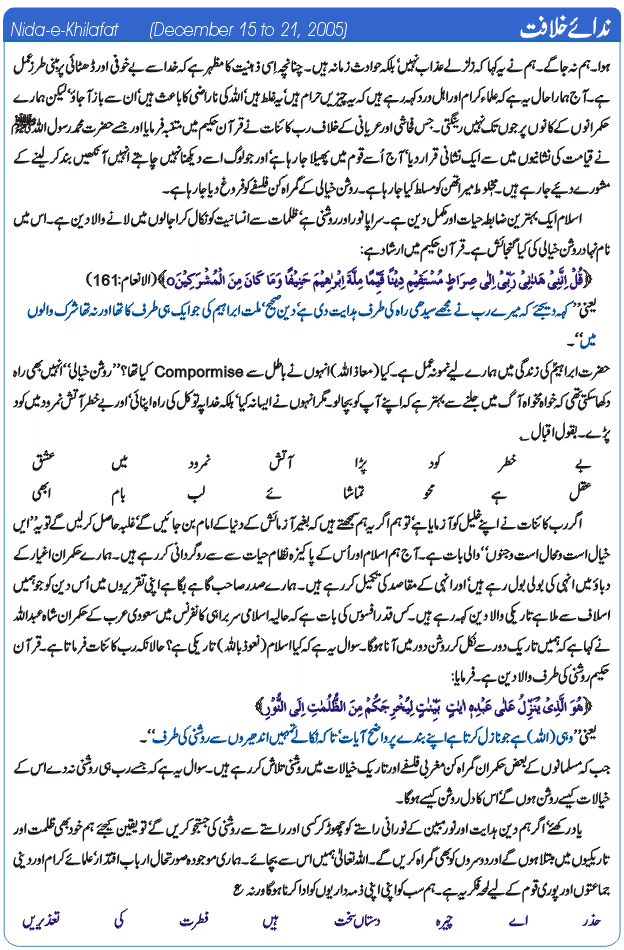 ندائے خلافت Nida-e-Khilafat (December 15 to 21, 2005)
ہوا۔ ہم نہ جاگے۔ ہم نے یہ کہا کہ زلزلے عذاب نہیں، بلکہ حوادث زمانہ ہیں۔ چنانچہ اسی ذہنیت کا مظہر ہے کہ خدا سے بے خوفی اور ڈھٹائی پر مبنی طرز عمل
ہے۔ آج ہمارا حال یہ ہے کہ علماء کرام اور اہل درد کہہ رہے ہیں کہ یہ چیزیں حرام ہیں، یہ غلط ہیں، اللہ کی ناراضی کا باعث ہیں، اُن سے باز آ جاؤ، لیکن ہمارے
حکمرانوں کے کانوں پر جوں تک نہیں رینگتی۔ جس فحاشی اور عریانی کے خلاف رب کائنات نے قرآن حکیم میں متنبہ فرمایا اور جسے حضرت محمد رسول اللہ ﷺ
نے قیامت کی نشانیوں میں سے ایک نشانی قرار دیا، آج اُسے قوم میں پھیلا جا رہا ہے، اور جو لوگ اسے دیکھنا نہیں چاہتے انہیں آنکھیں بند کر لینے کے
مشورے دیئے جا رہے ہیں۔ مخلوط میراتھن کو مسلط کیا جا رہا ہے۔ روشن خیالی کے گمراہ کن فلسفے کو فروغ دیا جا رہا ہے۔
اسلام ایک بہترین ضابطہ حیات اور مکمل دین ہے۔ سراپا نور اور روشنی ہے، ظلمات سے انسانیت کو نکال کر اجالوں میں لانے والا دین ہے۔ اس میں
نام نہاد روشن خیالی کی کیا گنجائش ہے۔ قرآن حکیم میں ارشاد ہے:
﴿قُلْ اِنَّنِیْ هَدٰىنِیْ رَبِّیْۤ اِلٰى صِرَاطٍ مُّسْتَقِیْمٍ دِیْنًا قِیَمًا مِّلَّةَ اِبْرٰهِیْمَ حَنِیْفًا وَمَا كَانَ مِنَ الْمُشْرِكِیْنَo﴾ (الانعام:161)
یعنی ’’کہہ دیجئے کہ میرے رب نے مجھے سیدھی راہ کی طرف ہدایت دی ہے، دین صحیح، ملت ابراہیم کی جو ایک ہی طرف کا تھا اور نہ تھا شرک والوں
میں‘‘۔
حضرت ابراہیمؑ کی زندگی میں ہمارے لیے نمونہ عمل ہے۔ کیا (معاذ اللہ) انہوں نے باطل سے Compormise کیا تھا؟ ’’روشن خیالی‘‘ انہیں بھی راہ
دکھا سکتی تھی کہ خواہ مخواہ آگ میں جلنے سے بہتر ہے کہ اپنے آپ کو بچا لو۔ مگر انہوں نے ایسا نہ کیا، بلکہ خدا پہ توکل کی راہ اپنائی، اور بے خطر آتش نمرود میں کود
پڑے۔ بقول اقبال ؎
بے خطر کود پڑا آتش نمرود میں عشق
عقل ہے محو تماشا ئے لب بام ابھی
اگر رب کائنات نے اپنے خلیل کو آزمایا ہے، تو ہم اگر یہ ہم سمجھتے ہیں کہ بغیر آزمائش کے دنیا کے امام بن جائیں گے، غلبہ حاصل کر لیں گے، تو یہ ’’ایں
خیال است و محال است و جنوں‘‘ والی بات ہے۔ آج ہم اسلام اور اُس کے پاکیزہ نظام حیات سے سے روگردانی کر رہے ہیں۔ ہمارے حکمران اغیار کے
دباؤ میں انہی کی بولی بول رہے ہیں، اور انہی کے مقاصد کی تکمیل کر رہے ہیں۔ ہمارے صدر صاحب گاہے بگاہے اپنی تقریروں میں اُس دین کو جو ہمیں
اسلاف سے ملا ہے، تاریکی والا دین کہہ رہے ہیں۔ کس قدر افسوس کی بات ہے کہ حالیہ اسلامی سربراہی کانفرنس میں سعودی عرب کے حکمران شاہ عبداللہ
نے کہا ہے کہ ہمیں تاریک دور سے نکل کر روشن دور میں آنا ہوگا۔ سوال یہ ہے کہ کیا اسلام (نعوذ باللہ) تاریکی ہے؟ حالانکہ رب کائنات فرماتا ہے۔ قرآن
حکیم روشنی کی طرف والا دین ہے۔ فرمایا:
﴿هُوَ الَّذِیْ یُنَزِّلُ عَلٰى عَبْدِهٖۤ اٰیٰتٍۭ بَیِّنٰتٍ لِّیُخْرِجَكُمْ مِّنَ الظُّلُمٰتِ اِلَى النُّوْرِ﴾
یعنی ’’وہی (اللہ) ہے جو نازل کرتا ہے اپنے بندے پر واضح آیات، تاکہ نکالے تمہیں اندھیروں سے روشنی کی طرف‘‘۔
جب کہ مسلمانوں کے بعض حکمران گمراہ کن مغربی فلسفے اور تاریک خیالات میں روشنی تلاش کر رہے ہیں۔ سوال یہ ہے کہ جسے رب ہی روشنی نہ دے اس کے
خیالات کیسے روشن ہوں گے، اُس کا دل روشن کیسے ہوگا۔
یاد رکھئے، اگر ہم دین ہدایت اور نور مبین کے نورانی راستے کو چھوڑ کر کسی اور راستے سے روشنی کی جستجو کریں گے، تو یقین کیجئے ہم خود بھی ظلمت اور
تاریکیوں میں مبتلا ہوں گے اور دوسروں کو بھی گمراہ کریں گے۔ اللہ تعالیٰ ہمیں اس سے بچائے۔ ہماری موجودہ صورتحال ارباب اقتدار، علمائے کرام اور دینی
جماعتوں اور پوری قوم کے لیے لمحہ فکریہ ہے۔ ہم سب کو اپنی اپنی ذمہ داریوں کو ادا کرنا ہوگا ورنہ ع
حذر اے چیرہ دستاں سخت ہیں فطرت کی تعذیریں